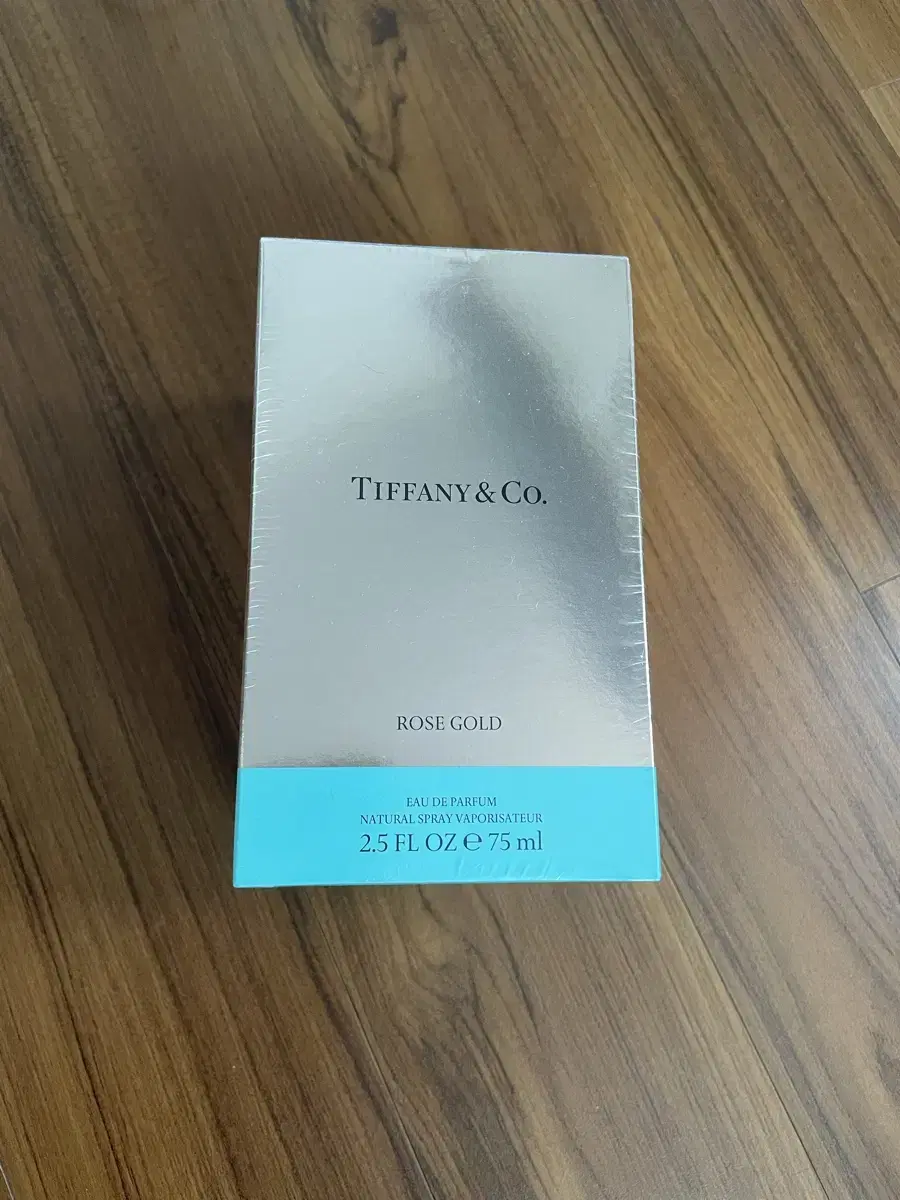 TIFFANY & CO.
ROSE GOLD
EAU DE PARFUM
NATURAL SPRAY VAPORISATEUR
2.5 FL OZ ℮ 75 ml